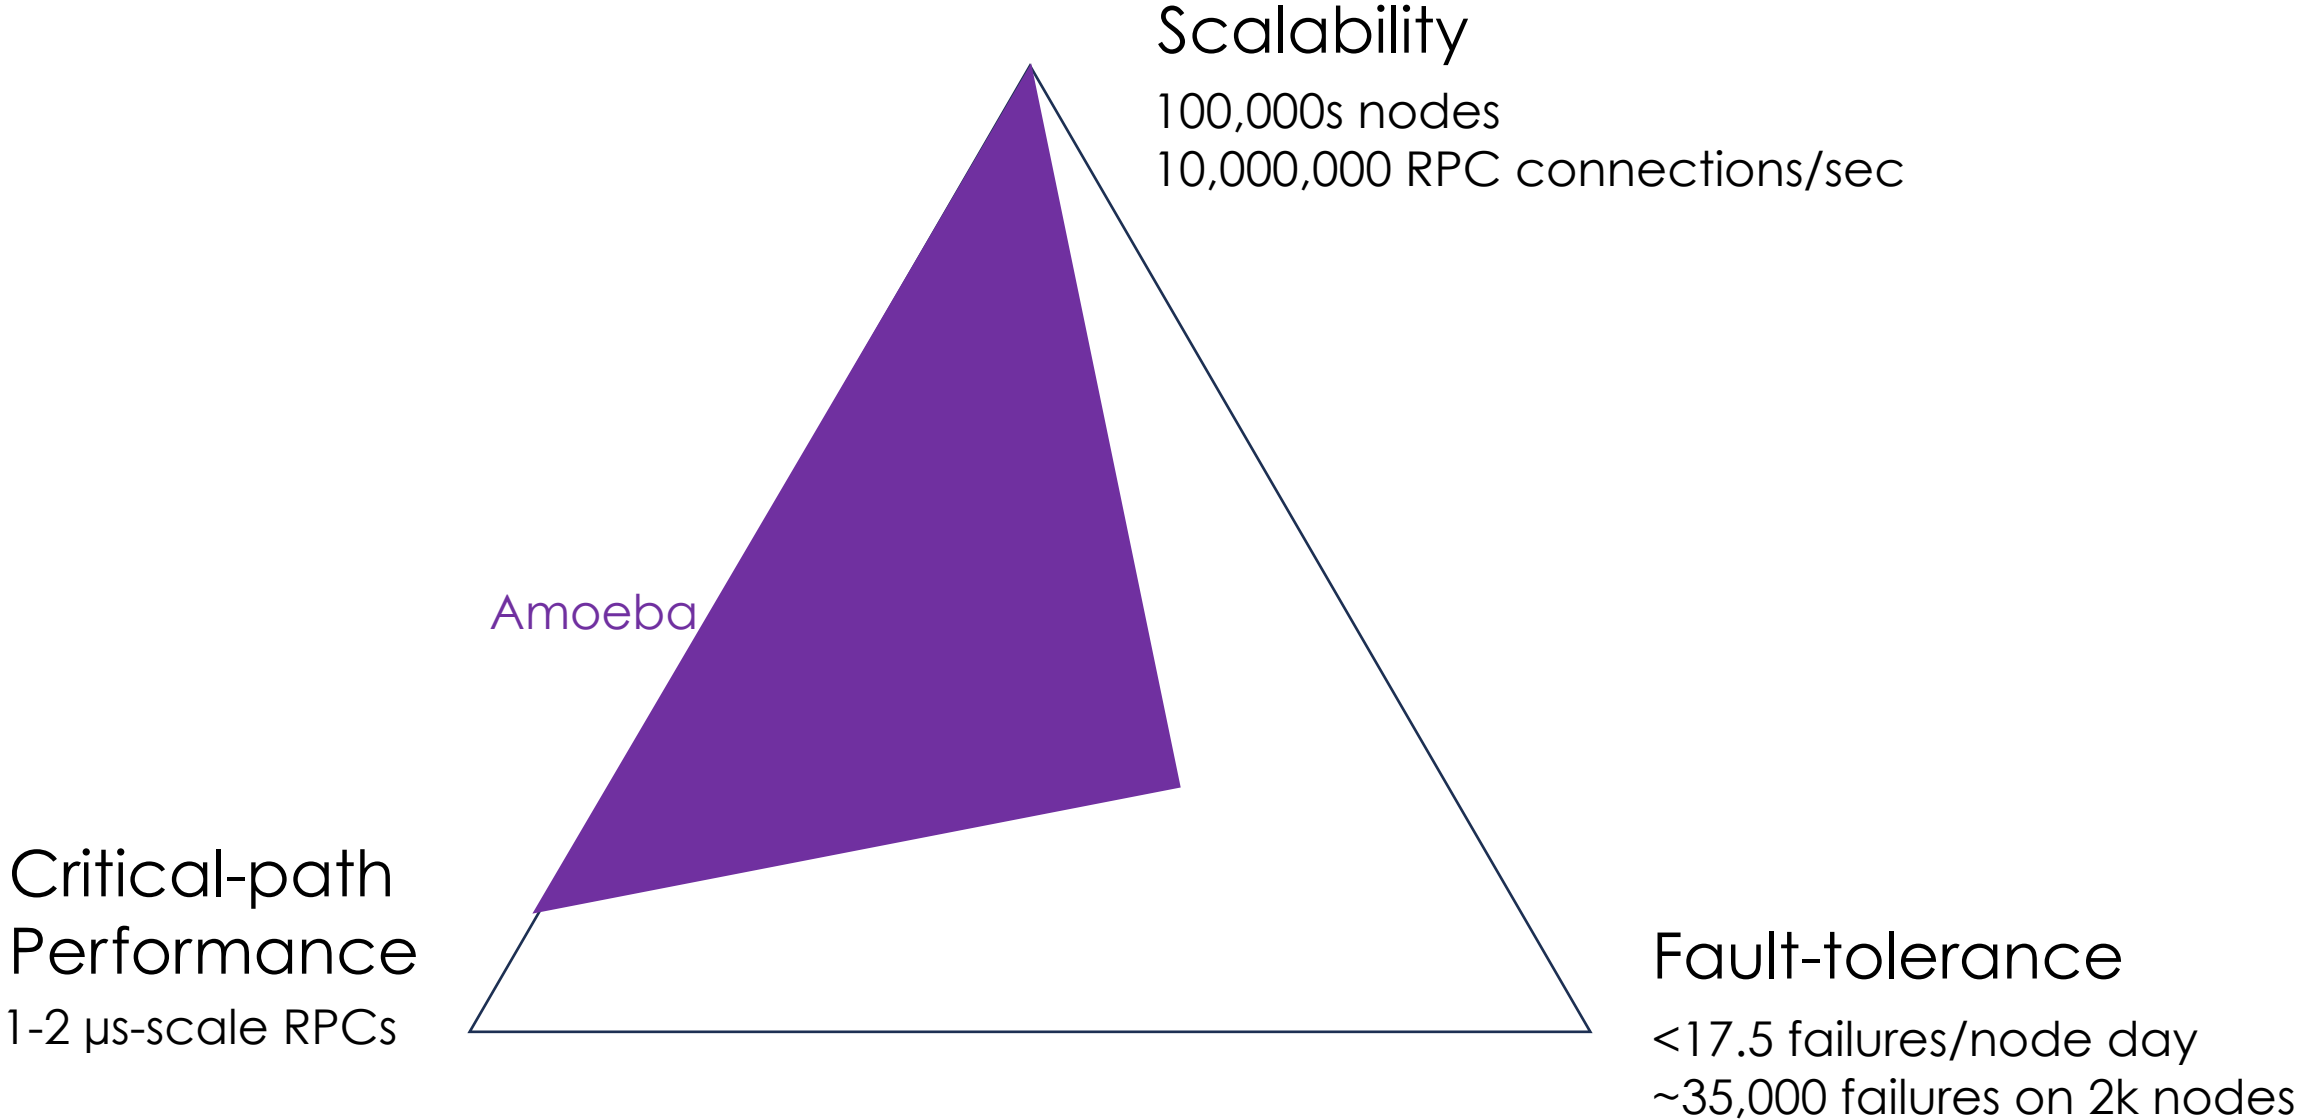 Scalability
100,000s nodes
10,000,000 RPC connections/sec
Amoeba
Critical-path
Performance
1-2 µs-scale RPCs
Fault-tolerance
<17.5 failures/node day
~35,000 failures on 2k nodes